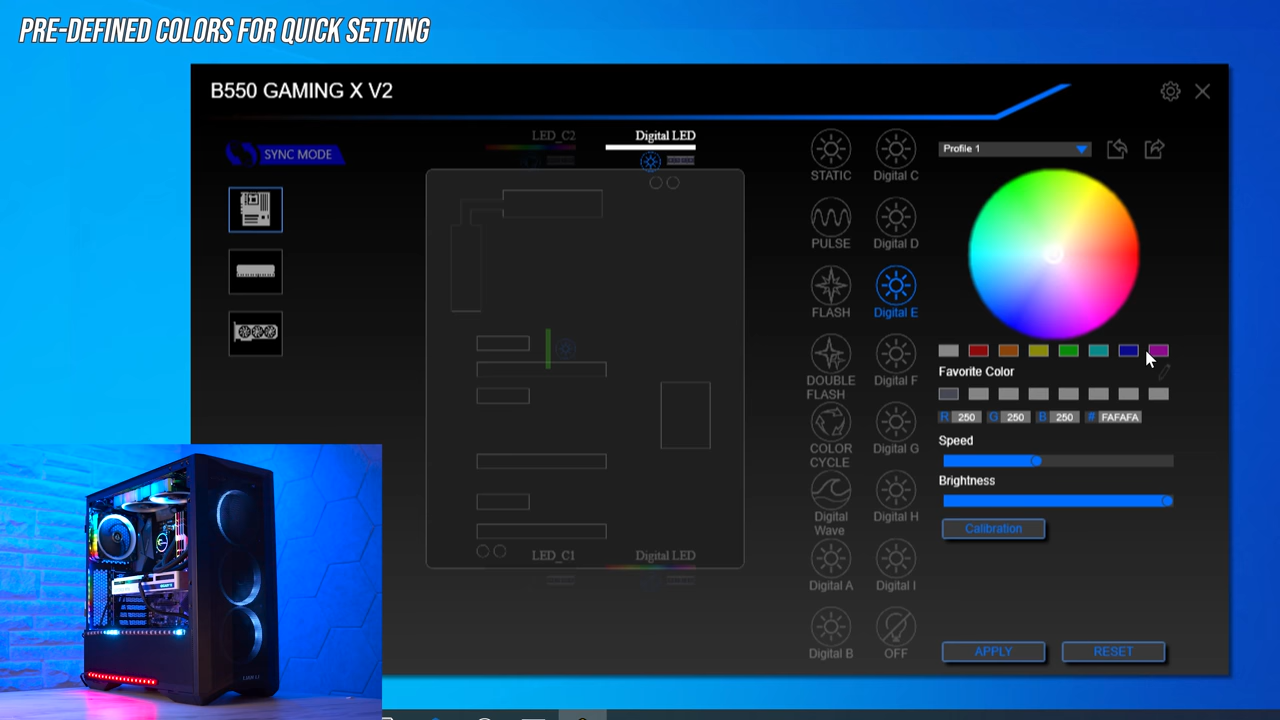 PRE-DEFINED COLORS FOR QUICK SETTING
B550 GAMING X V2
SYNC MODE
LED_C2
Digital LED
LED_C1
Digital LED
STATIC
Digital C
PULSE
Digital D
FLASH
Digital E
DOUBLE
FLASH
Digital F
COLOR
CYCLE
Digital G
Digital
Wave
Digital H
Digital A
Digital I
Digital B
OFF
Profile 1
Favorite Color
R 250 G 250 B 250 # FAFAFA
Speed
Brightness
Calibration
APPLY
RESET